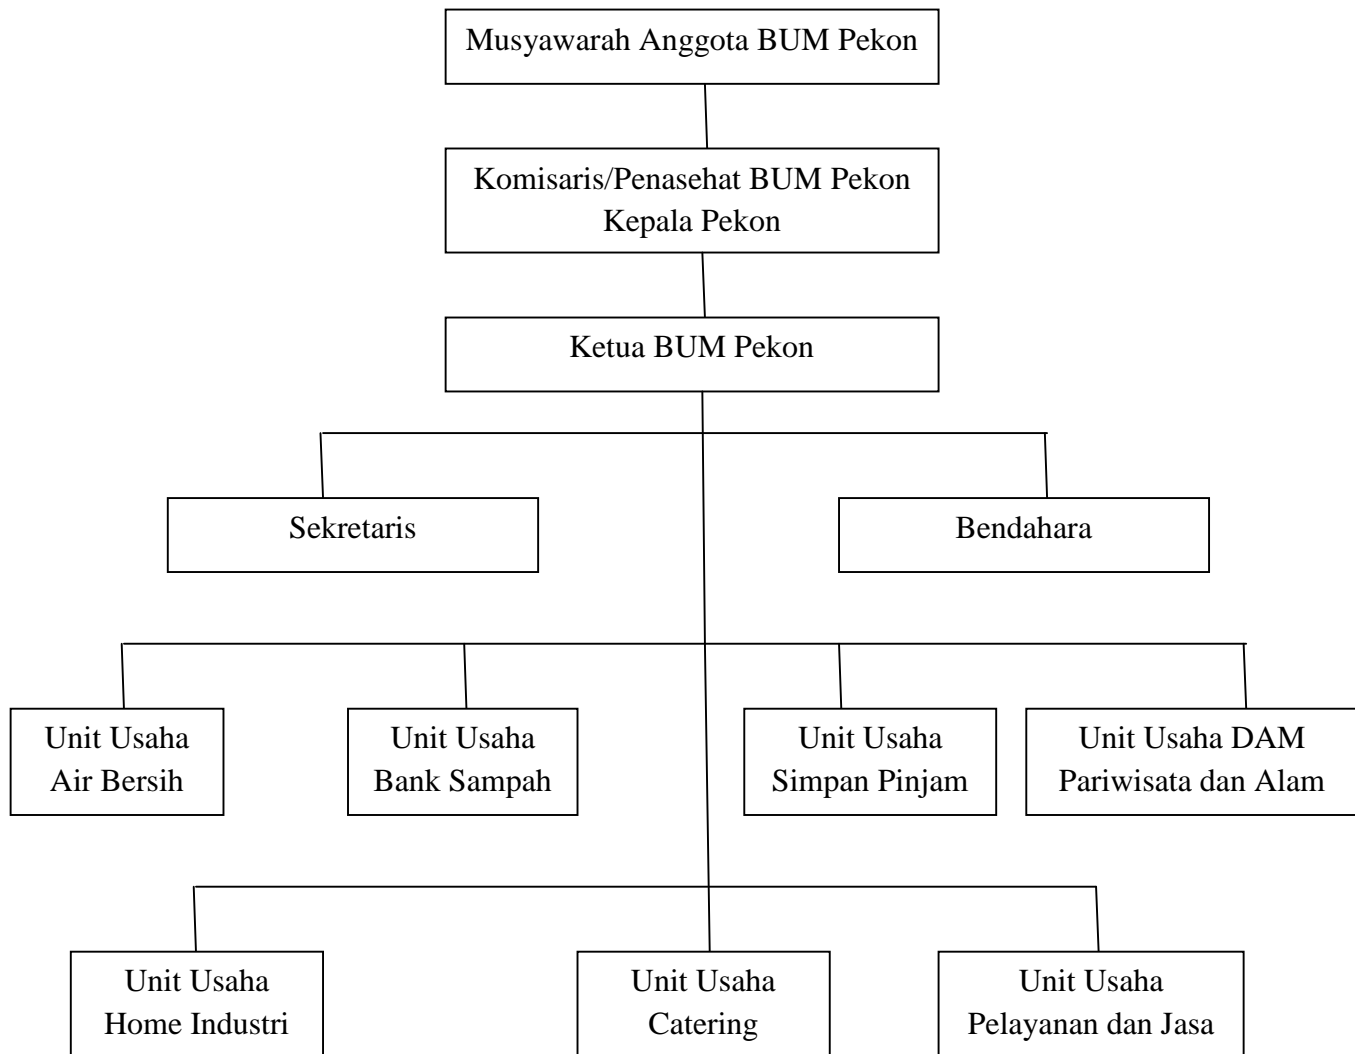 Musyawarah Anggota BUM Pekon
Komisaris/Penasehat BUM Pekon
Kepala Pekon
Ketua BUM Pekon
Sekretaris
Bendahara
Unit Usaha
Air Bersih
Unit Usaha
Bank Sampah
Unit Usaha
Simpan Pinjam
Unit Usaha DAM
Pariwisata dan Alam
Unit Usaha
Home Industri
Unit Usaha
Catering
Unit Usaha
Pelayanan dan Jasa